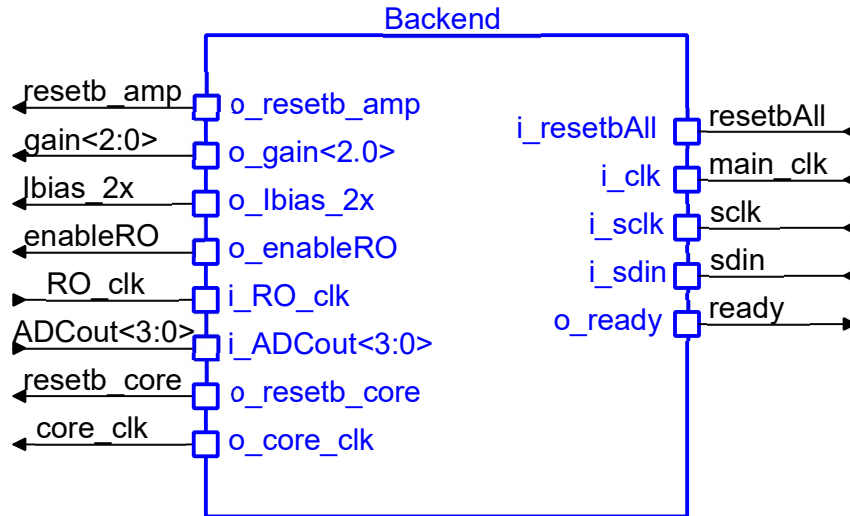 Backend
resetb_amp
o_resetb_amp
gain<2:0>
o_gain<2.0>
Ibias_2x
o_Ibias_2x
enableRO
o_enableRO
RO_clk
i_RO_clk
ADCout<3:0>
i_ADCout<3:0>
resetb_core
o_resetb_core
core_clk
o_core_clk
i_resetbAll
resetbAll
i_clk
main_clk
i_sclk
sclk
i_sdin
sdin
o_ready
ready